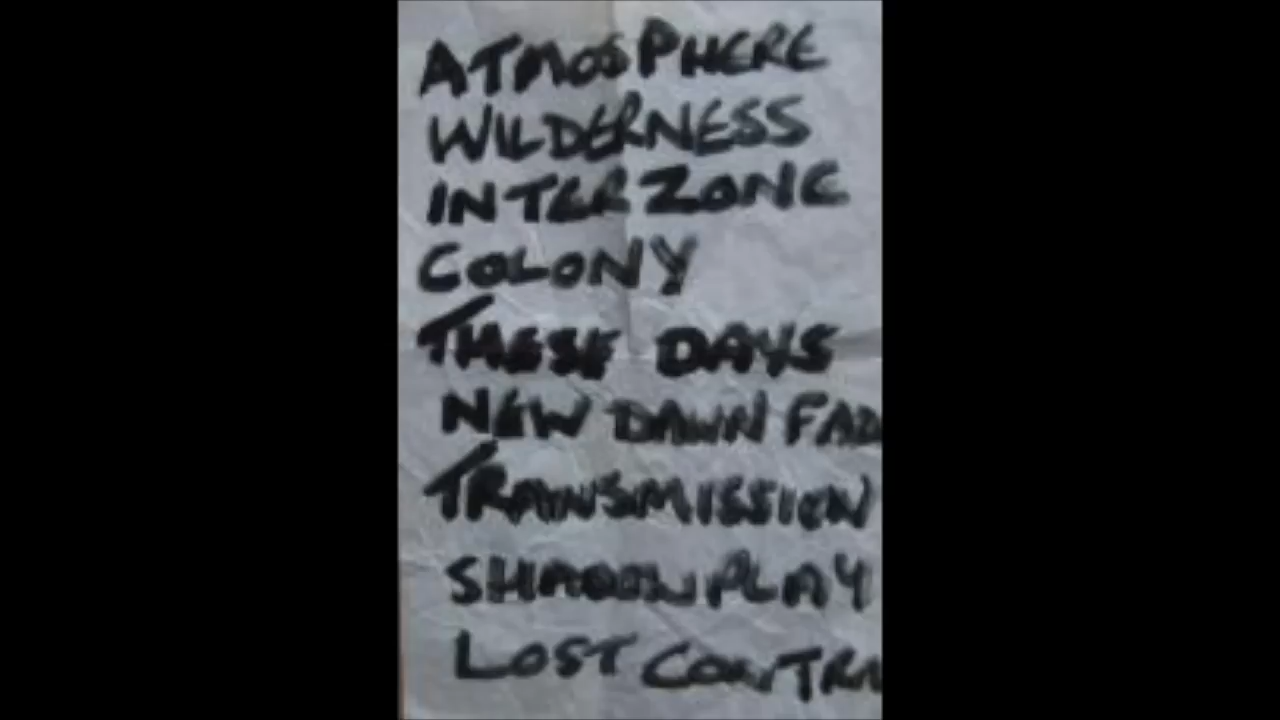 ATMOSPHERE
WILDERNESS
INTERZONE
COLONY
THESE DAYS
NEW DAWN FAD
TRANSMISSION
SHADOWPLAY
LOST CONTR